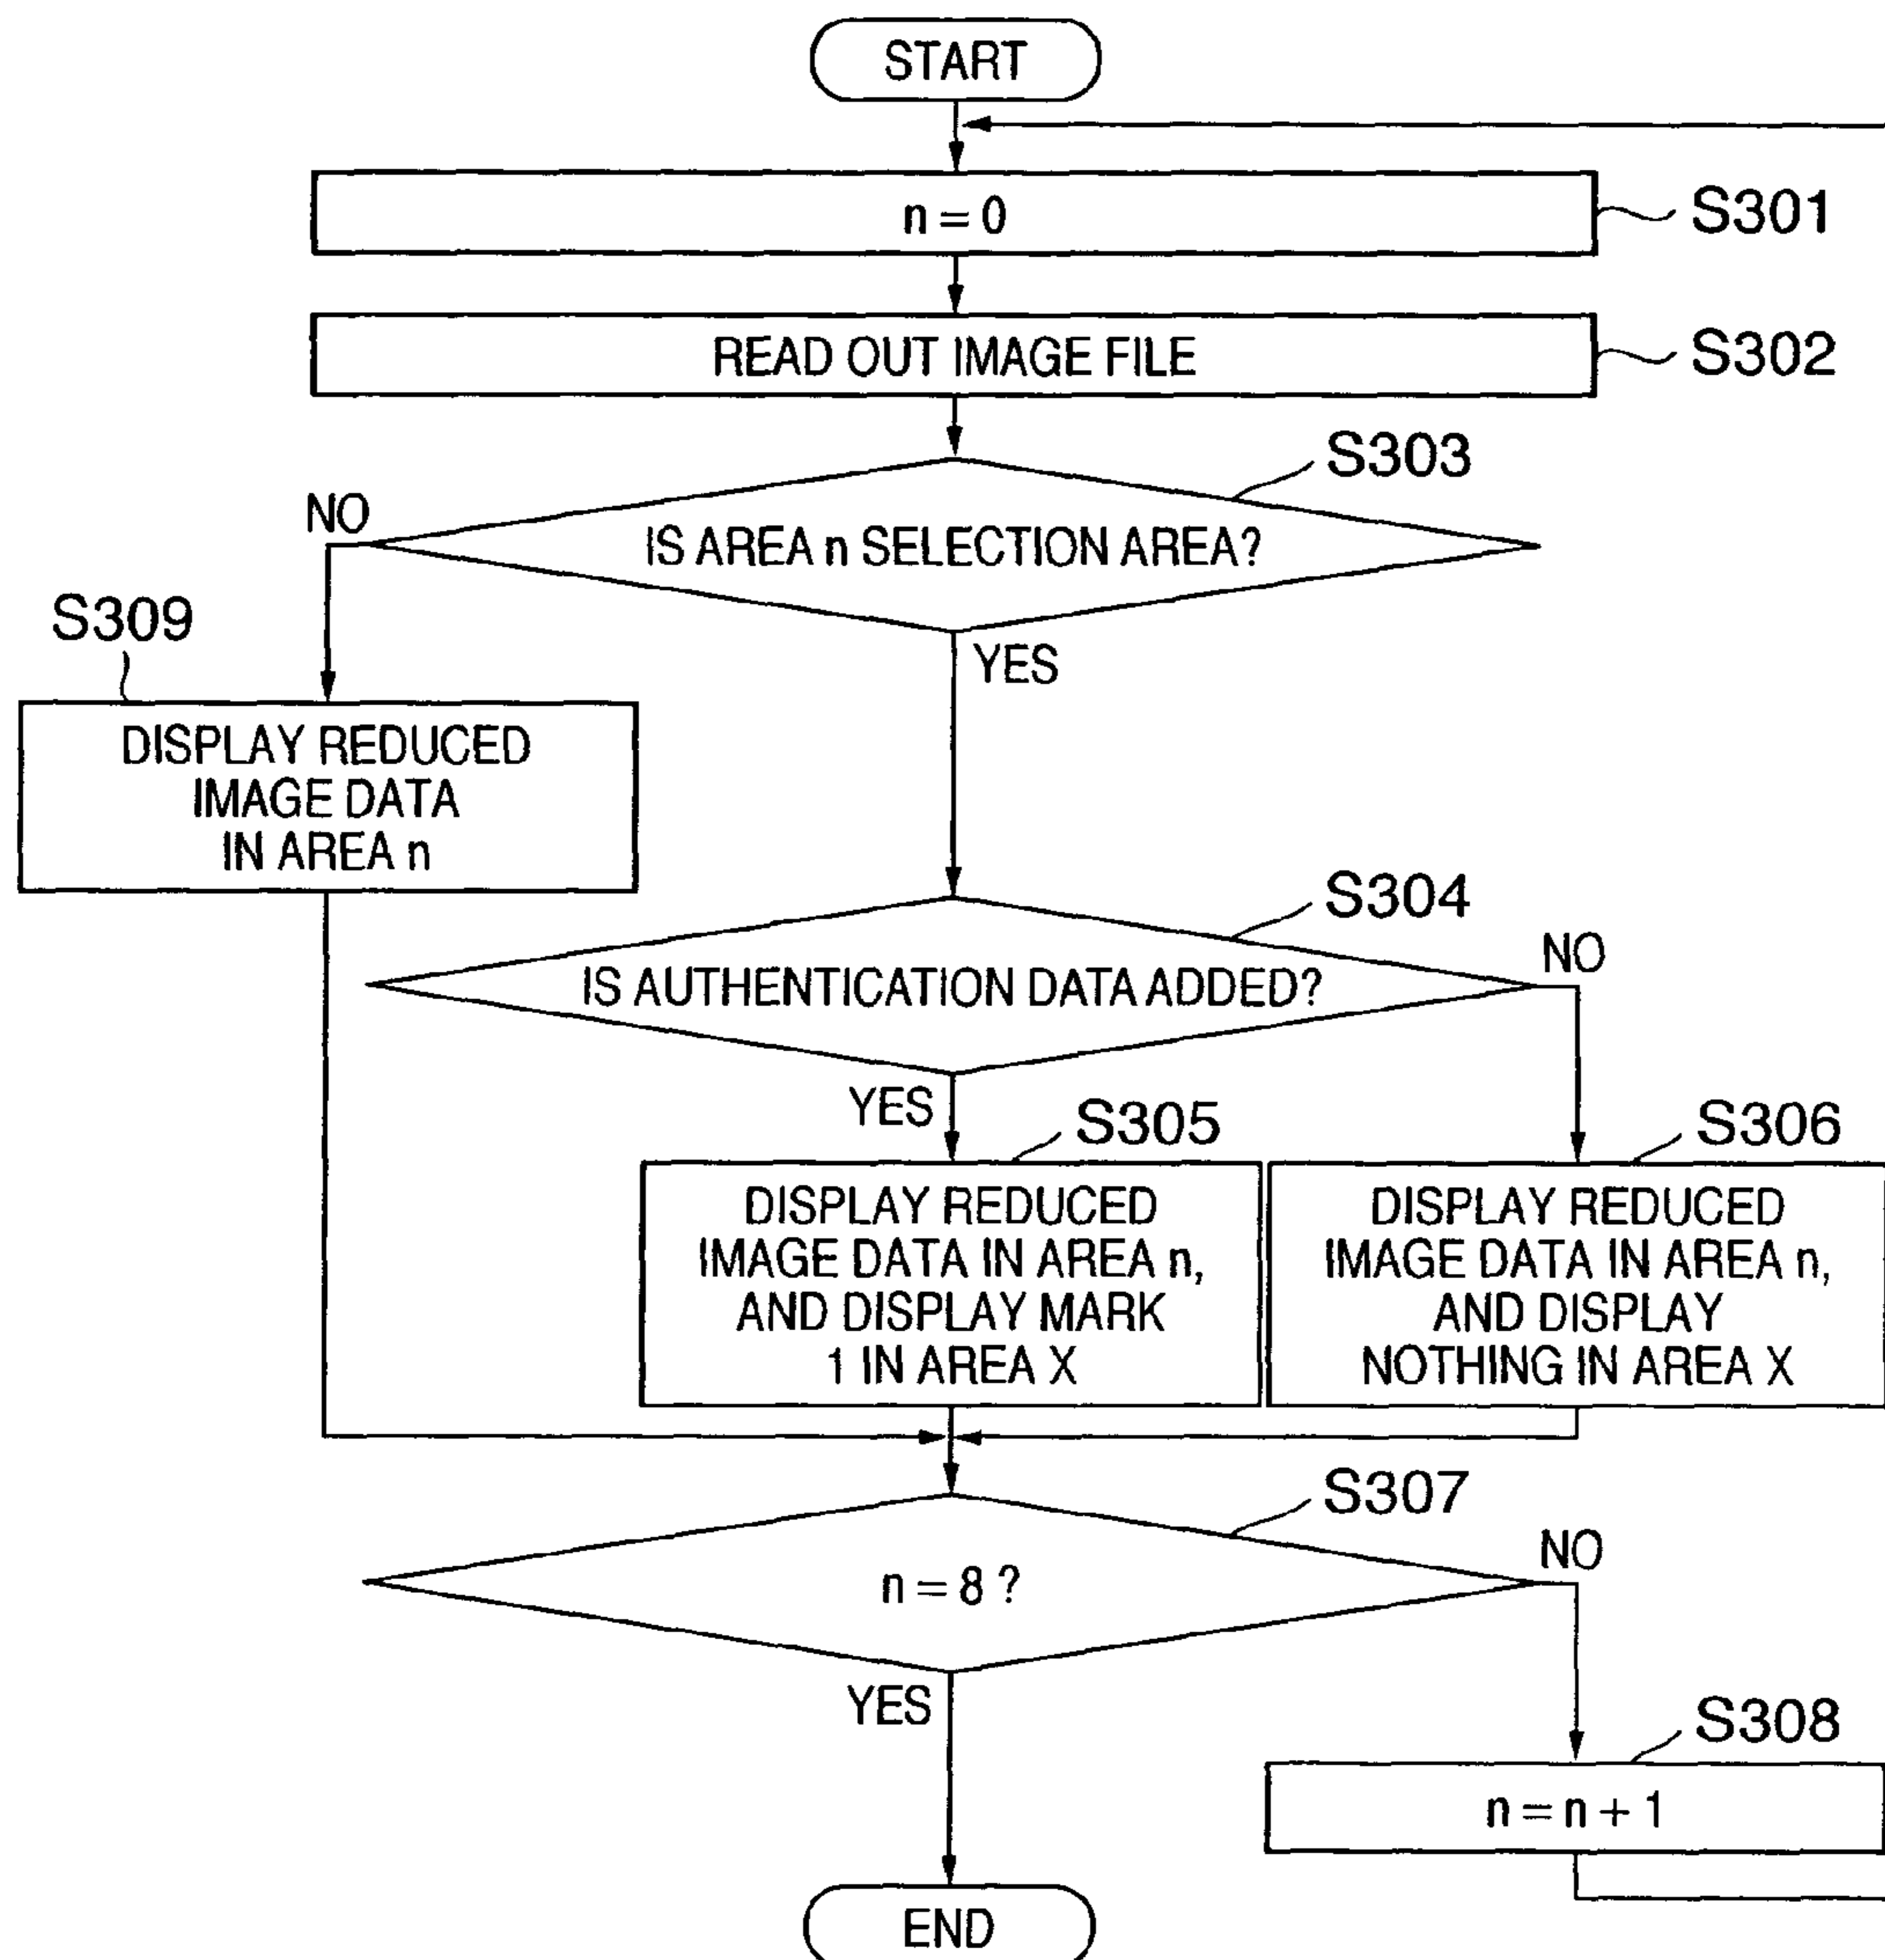 START
n = 0
S301
READ OUT IMAGE FILE
S302
S303
NO
IS AREA n SELECTION AREA?
YES
S309
DISPLAY REDUCED
IMAGE DATA
IN AREA n
S304
NO
IS AUTHENTICATION DATA ADDED?
YES
S305
DISPLAY REDUCED
IMAGE DATA IN AREA n,
AND DISPLAY MARK
1 IN AREA X
S306
DISPLAY REDUCED
IMAGE DATA IN AREA n,
AND DISPLAY
NOTHING IN AREA X
S307
NO
n = 8 ?
YES
S308
n = n + 1
END